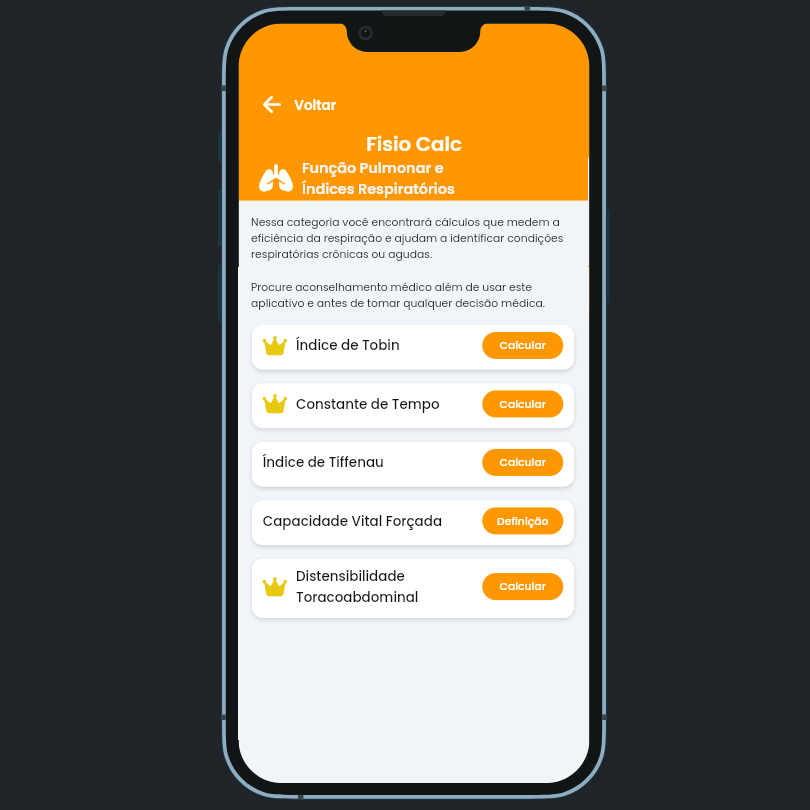 Voltar
Fisio Calc
Função Pulmonar e
Índices Respiratórios
Nessa categoria você encontrará cálculos que medem a
eficiência da respiração e ajudam a identificar condições
respiratórias crônicas ou agudas.
Procure aconselhamento médico além de usar este
aplicativo e antes de tomar qualquer decisão médica.
Índice de Tobin
Calcular
Constante de Tempo
Calcular
Índice de Tiffenau
Calcular
Capacidade Vital Forçada
Definição
Distensibilidade
Toracoabdominal
Calcular